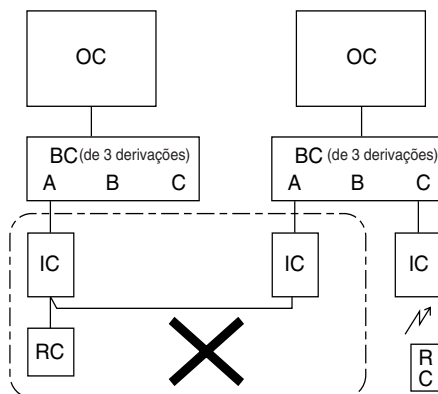 OC OC
BC (de 3 derivações) BC (de 3 derivações)
A B C A B C
IC IC IC
RC R
C